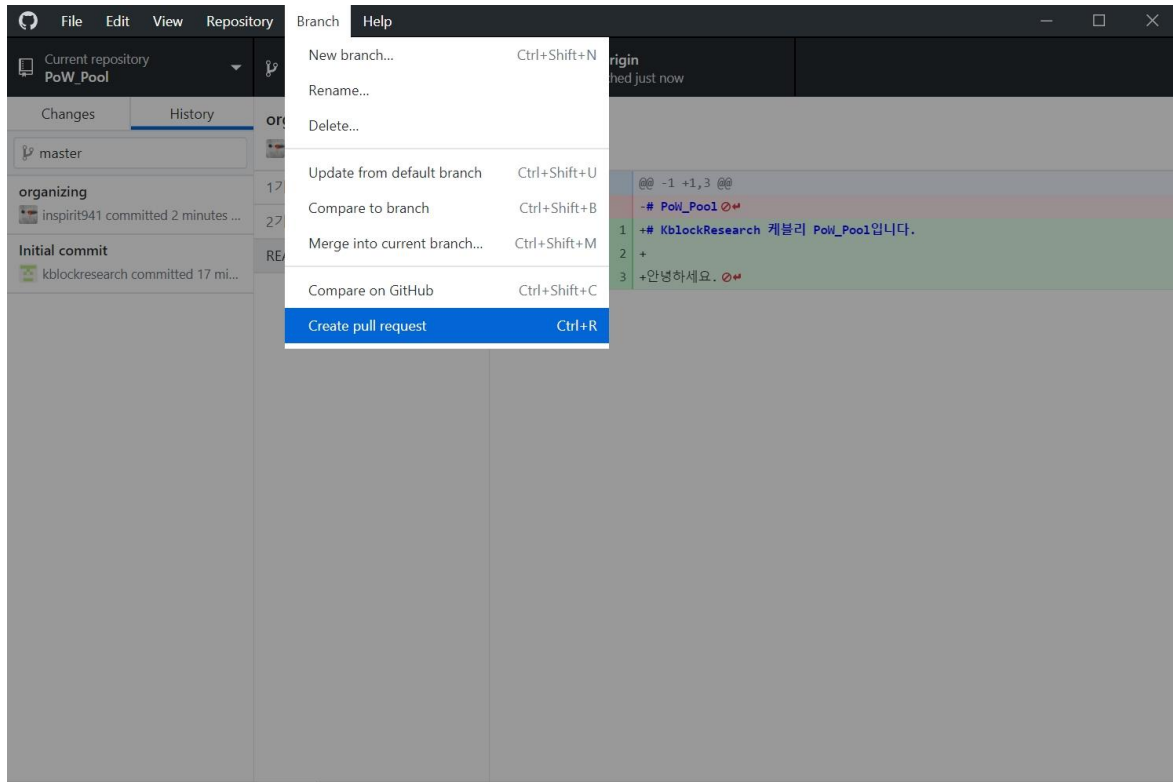 File Edit View Repository Branch Help
Current repository
PoW_Pool
rigin
hed just now
Changes History
master
organizing
inspirit941 committed 2 minutes ...
Initial commit
kblockresearch committed 17 mi...
New branch... Ctrl+Shift+N
Rename...
Delete...
Update from default branch Ctrl+Shift+U
Compare to branch Ctrl+Shift+B
Merge into current branch... Ctrl+Shift+M
Compare on GitHub Ctrl+Shift+C
Create pull request Ctrl+R
@@ -1 +1,3 @@
-# PoW_Pool
1 +# KblockResearch 케블리 PoW_Pool입니다.
2 +
3 +안녕하세요.